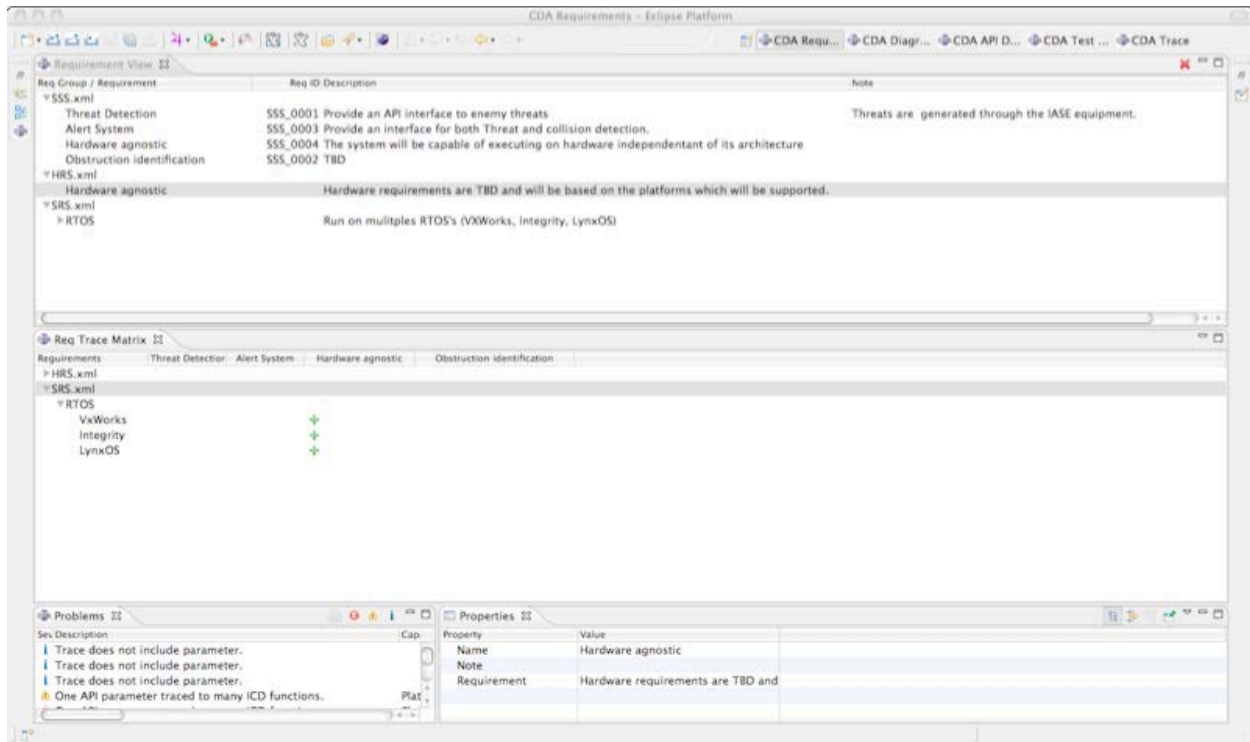 CDA Requirements - Eclipse Platform
CDA Requ... CDA Diagr... CDA API D... CDA Test ... CDA Trace
Requirement View
Req Group / Requirement Req ID Description Note
SSS.xml
Threat Detection SSS_0001 Provide an API interface to enemy threats Threats are generated through the IASE equipment.
Alert System SSS_0003 Provide an interface for both Threat and collision detection.
Hardware agnostic SSS_0004 The system will be capable of executing on hardware independantant of its architecture
Obstruction identification SSS_0002 TBD
HRS.xml
Hardware agnostic Hardware requirements are TBD and will be based on the platforms which will be supported.
SRS.xml
RTOS Run on mulitples RTOS's (VXWorks, Integrity, LynxOS)
Req Trace Matrix
Requirements Threat Detection Alert System Hardware agnostic Obstruction identification
HRS.xml
SRS.xml
RTOS
VxWorks
Integrity
LynxOS
Problems
Sev Description Cap
Trace does not include parameter.
Trace does not include parameter.
Trace does not include parameter.
One API parameter traced to many ICD functions. Plat
Properties
Property Value
Name Hardware agnostic
Note
Requirement Hardware requirements are TBD and